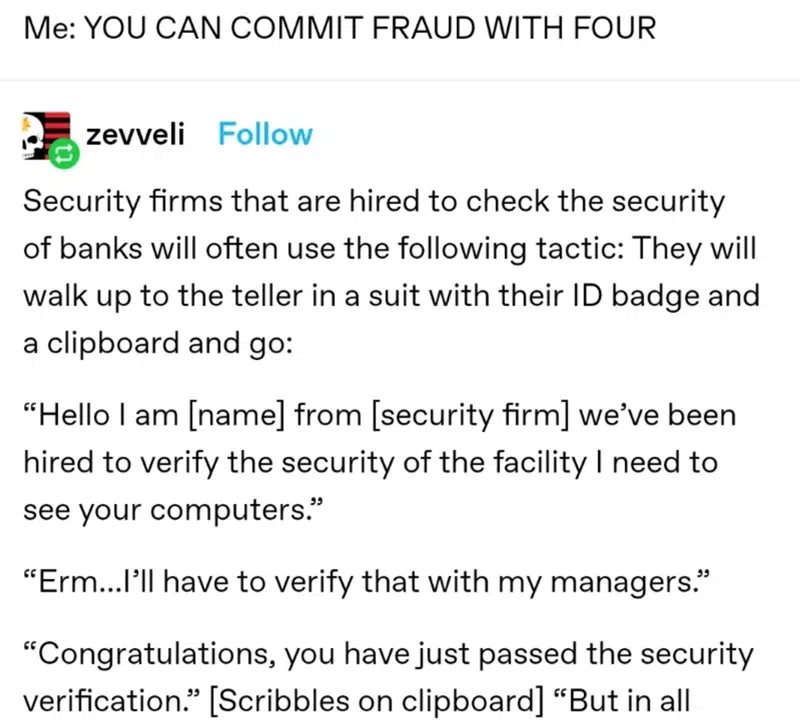 Me: YOU CAN COMMIT FRAUD WITH FOUR
zevveli Follow
Security firms that are hired to check the security
of banks will often use the following tactic: They will
walk up to the teller in a suit with their ID badge and
a clipboard and go:
“Hello I am [name] from [security firm] we’ve been
hired to verify the security of the facility I need to
see your computers.”
“Erm...I’ll have to verify that with my managers.”
“Congratulations, you have just passed the security
verification.” [Scribbles on clipboard] “But in all